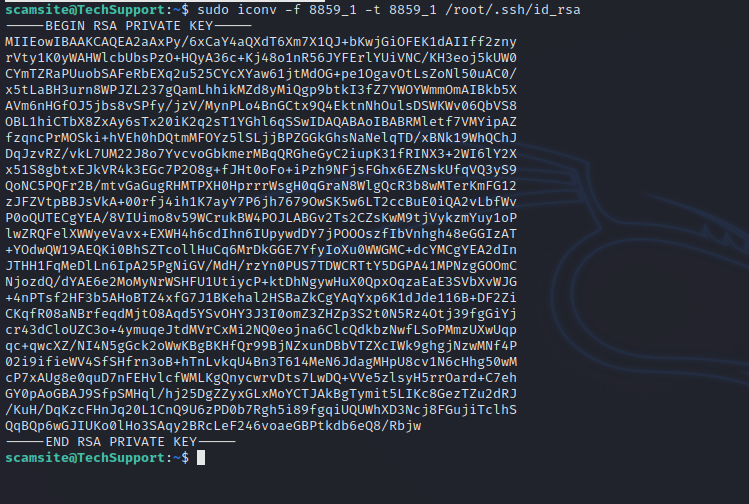 scamsite@TechSupport:~$ sudo iconv -f 8859_1 -t 8859_1 /root/.ssh/id_rsa
-----BEGIN RSA PRIVATE KEY-----
MIIEowIBAAKCAQEA2aAxPy/6xCaY4aQXdT6Xm7X1QJ+bKwjGiOFEK1dAIIff2zny
rVty1K0yWAHWlcbUbsPzO+HQyA36c+Kj48o1nR56JYFErlYUiVNC/KH3eoj5kUW0
CYmTZRaPUuobSAFeRbEXq2u525CYcXYaw61jtMdOG+pe1OgavOtLsZoNl50uAC0/
x5tLaBH3urn8WPJZL237gQamLhhikMZd8yMiQgp9btkI3fZ7YWOYWmmOmAIBkb5X
AVm6nHGfOJ5jbs8vSPfy/jzV/MynPLo4BnGCtx9Q4EktnNhOulsDSWKWv06QbVS8
OBL1hiCTbX8ZxAy6sTx20iK2q2sT1YGhl6qSSwIDAQABAoIBABRMletf7VMYipAZ
fzqncPrMOSki+hVEh0hDQtmMFOYz5lSLjjBPZGGkGhsNaNelqTD/xBNk19WhQChJ
DqJzvRZ/vkL7UM22J8o7YvcvoGbkmerMBqQRGheGyC2iupK31fRINX3+2WI6lY2X
x51S8gbtxEJkVR4k3EGc7P2O8g+fJHt0oFo+iPzh9NFjsFGhx6EZNskUfqVQ3yS9
QoNC5PQFr2B/mtvGaGugRHMTPXH0HprrrWsgH0qGraN8WlgQcR3b8wMTerKmFG12
zJFZVtpBBJsVkA+00rfj4ih1K7ayY7P6jh7679OwSK5w6LT2ccBuE0iQA2vLbfWv
P0oQUTECgYEA/8VIUimo8v59WCrukBW4POJLABGv2Ts2CZsKwM9tjVykzmYuy1oP
lwZRQFelXWWyeVavx+EXWH4h6cdIhn6IUpywdDY7jPOOOszfIbVnhgh48eGGIzAT
+YOdwQW19AEQKi0BhSZTcollHuCq6MrDkGGE7YfyIoXu0WWGMC+dcYMCgYEA2dIn
JTHH1FqMeDlLn6IpA25PgNiGV/MdH/rzYn0PUS7TDWCRTtY5DGPA41MPNzgGOOmC
NjozdQ/dYAE6e2MoMyNrWSHFU1UtiycP+ktDhNgywHuX0QpxOqzaEaE3SVbXvWJG
+4nPTsf2HF3b5AHoBTZ4xfG7J1BKehal2HSBaZkCgYAqYxp6K1dJde116B+DF2Zi
CKqfR08aNBrfeqdMjtO8Aqd5YSvOHY3J3I0omZ3ZHZp3S2t0N5Rz4Otj39fgGiYj
cr43dCloUZC3o+4ymuqeJtdMVrCxMi2NQ0eojna6ClcQdkbzNwfLSoPMmzUXwUqp
qc+qwcXZ/NI4N5gGck2oWwKBgBKHfQr99BjNZxunDBbVTZXcIWk9ghgjNzwMNf4P
02i9ifieWV4SfSHfrn3oB+hTnLvkqU4Bn3T614MeN6JdagMHpU8cv1N6cHhg50wM
cP7xAUg8e0quD7nFEHvlcfWMLKgQnycwrvDts7LwDQ+VVe5zlsyH5rrOard+C7eh
GY0pAoGBAJ9SfpSMHql/hj25DgZZyxGLxMoYCTJAkBgTymit5LIKc8GezTZu2dRJ
/KuH/DqKzcFHnJq20L1CnQ9U6zPD0b7Rgh5i89fgqiUQUWhXD3Ncj8FGujiTclhS
QqBQp6wGJIUKo0lHo3SAqy2BRcLeF246voaeGBPtkdb6eQ8/Rbjw
-----END RSA PRIVATE KEY-----
scamsite@TechSupport:~$